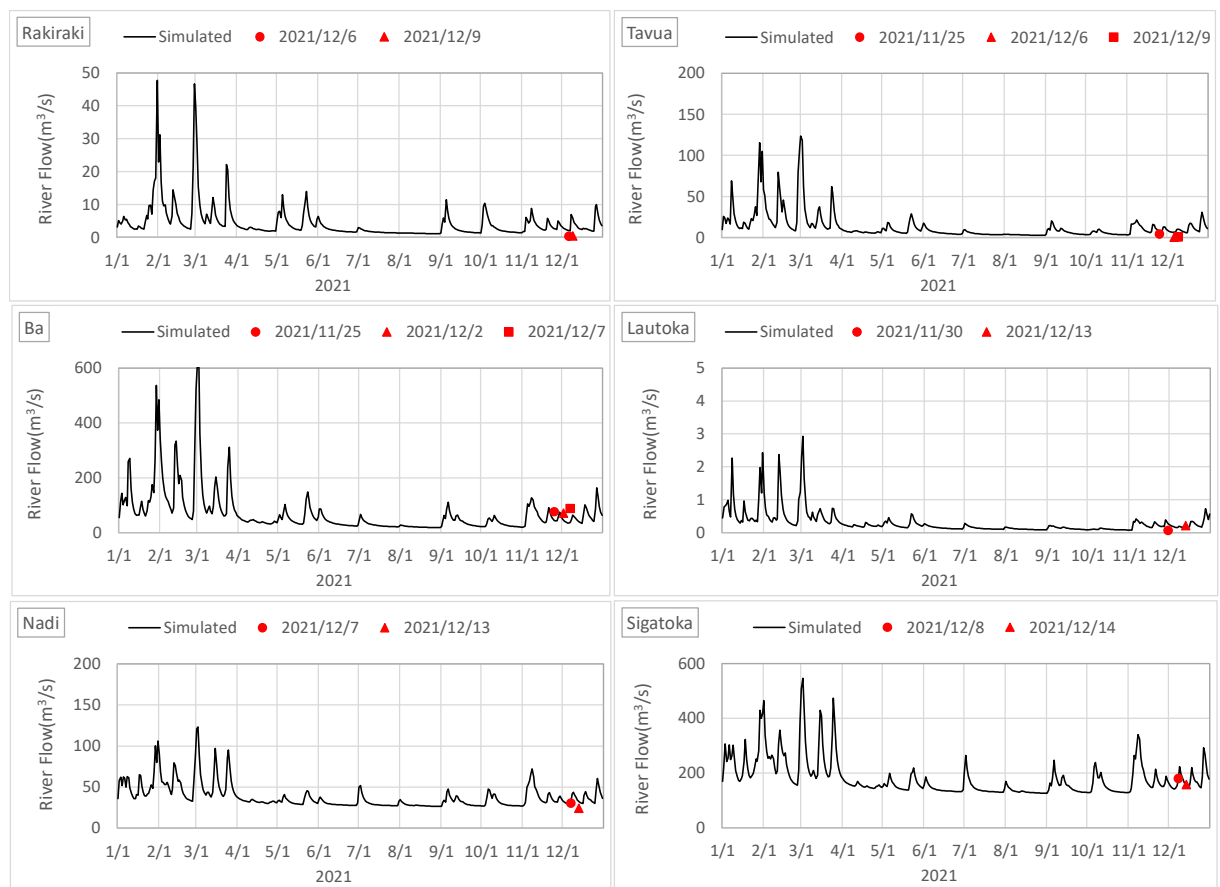 Rakiraki
Simulated 2021/12/6 2021/12/9
River Flow(m³/s)
50
40
30
20
10
0
1/1 2/1 3/1 4/1 5/1 6/1 7/1 8/1 9/1 10/1 11/1 12/1
2021
Tavua
Simulated 2021/11/25 2021/12/6 2021/12/9
River Flow(m³/s)
200
150
100
50
0
1/1 2/1 3/1 4/1 5/1 6/1 7/1 8/1 9/1 10/1 11/1 12/1
2021
Ba
Simulated 2021/11/25 2021/12/2 2021/12/7
River Flow(m³/s)
600
400
200
0
1/1 2/1 3/1 4/1 5/1 6/1 7/1 8/1 9/1 10/1 11/1 12/1
2021
Lautoka
Simulated 2021/11/30 2021/12/13
River Flow(m³/s)
5
4
3
2
1
0
1/1 2/1 3/1 4/1 5/1 6/1 7/1 8/1 9/1 10/1 11/1 12/1
2021
Nadi
Simulated 2021/12/7 2021/12/13
River Flow(m³/s)
200
150
100
50
0
1/1 2/1 3/1 4/1 5/1 6/1 7/1 8/1 9/1 10/1 11/1 12/1
2021
Sigatoka
Simulated 2021/12/8 2021/12/14
River Flow(m³/s)
600
400
200
0
1/1 2/1 3/1 4/1 5/1 6/1 7/1 8/1 9/1 10/1 11/1 12/1
2021